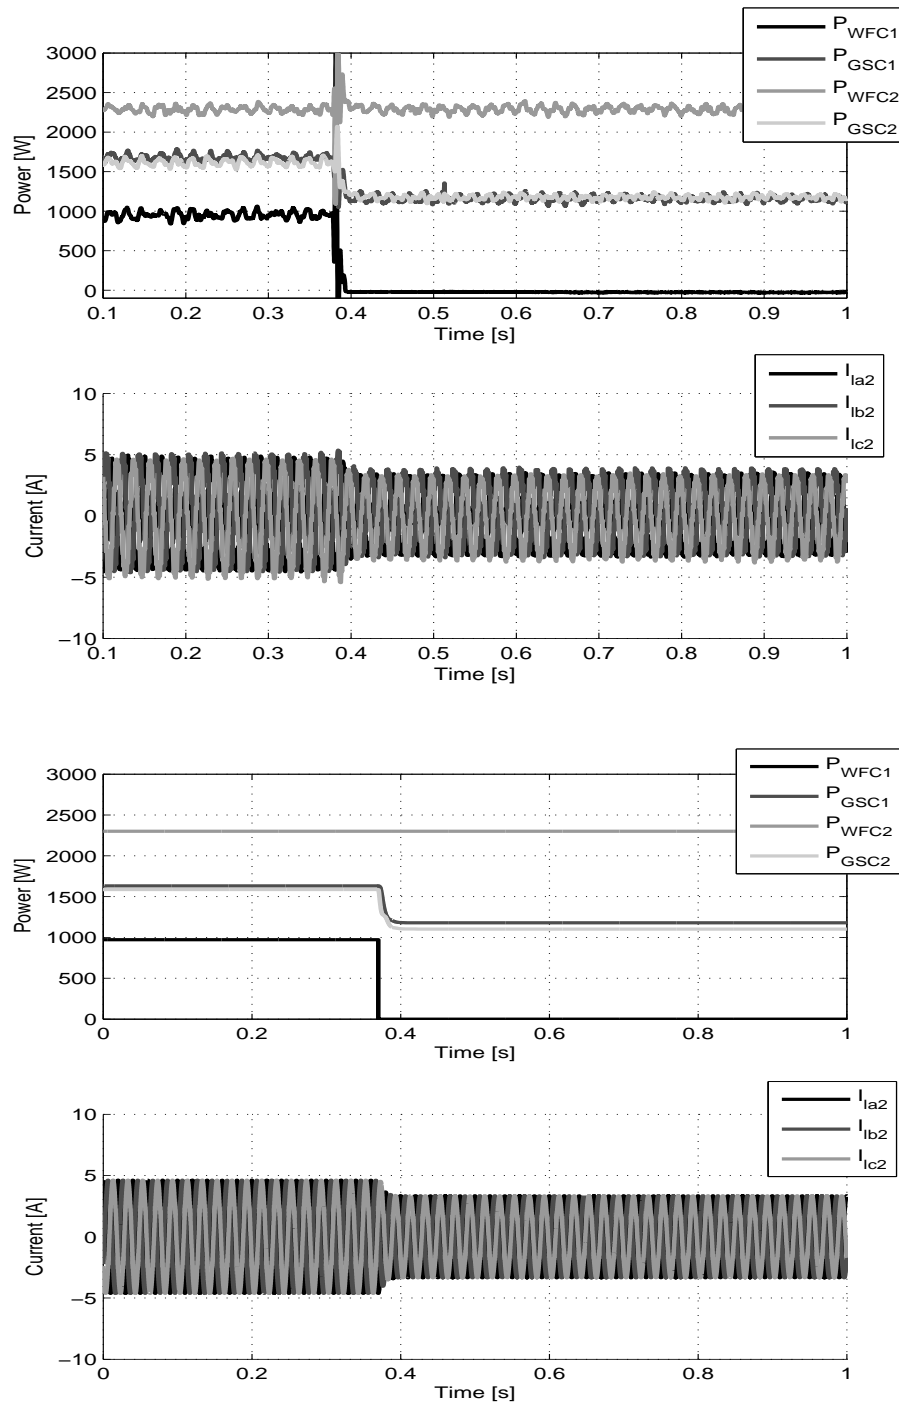 P_WFC1
P_GSC1
P_WFC2
P_GSC2
3000
2500
2000
1500
1000
500
0
Power [W]
0.1 0.2 0.3 0.4 0.5 0.6 0.7 0.8 0.9 1
Time [s]
I_la2
I_lb2
I_lc2
10
5
0
−5
−10
Current [A]
0.1 0.2 0.3 0.4 0.5 0.6 0.7 0.8 0.9 1
Time [s]
P_WFC1
P_GSC1
P_WFC2
P_GSC2
3000
2500
2000
1500
1000
500
0
Power [W]
0 0.2 0.4 0.6 0.8 1
Time [s]
I_la2
I_lb2
I_lc2
10
5
0
−5
−10
Current [A]
0 0.2 0.4 0.6 0.8 1
Time [s]